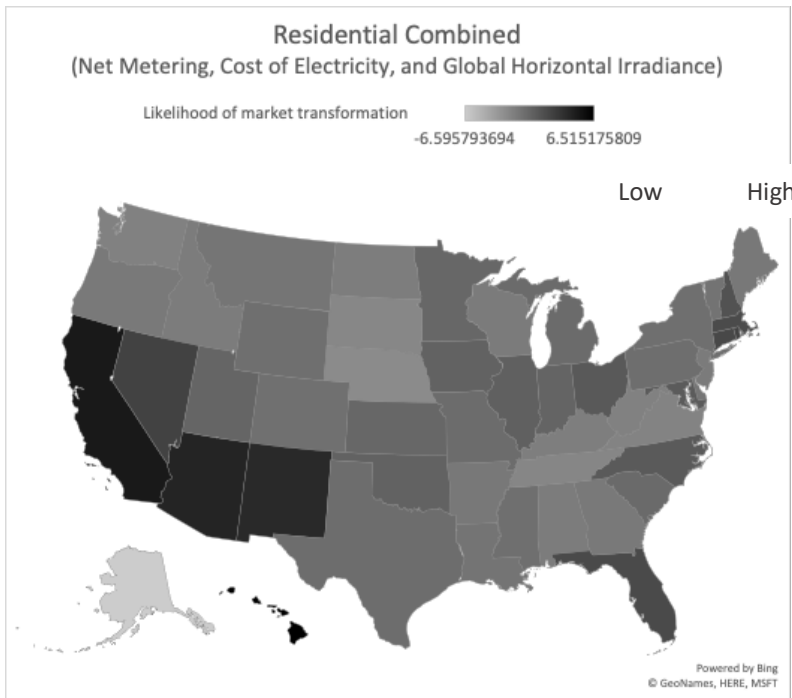 Residential Combined
(Net Metering, Cost of Electricity, and Global Horizontal Irradiance)
Likelihood of market transformation
-6.595793694 6.515175809
Low High
Powered by Bing
© GeoNames, HERE, MSFT